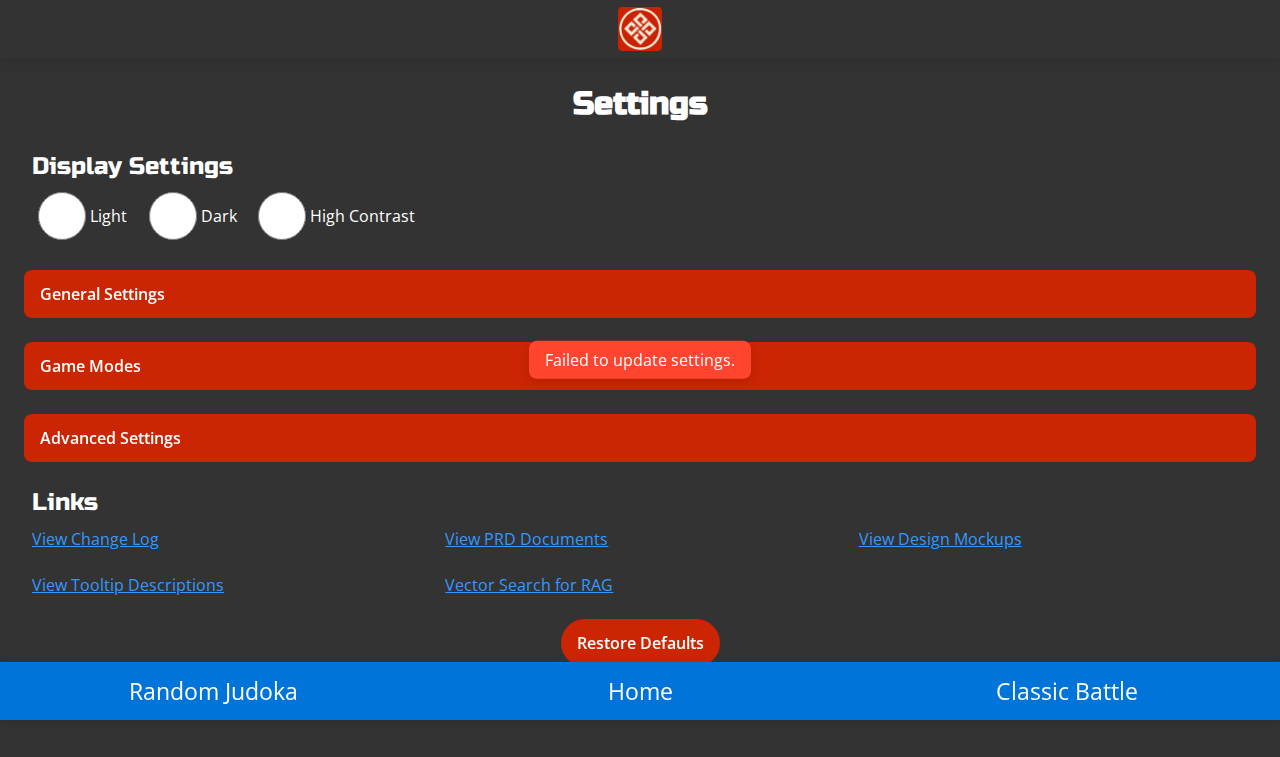 Settings
Display Settings
Light Dark High Contrast
General Settings
Game Modes
Failed to update settings.
Advanced Settings
Links
View Change Log View PRD Documents View Design Mockups
View Tooltip Descriptions Vector Search for RAG
Restore Defaults
Random Judoka Home Classic Battle